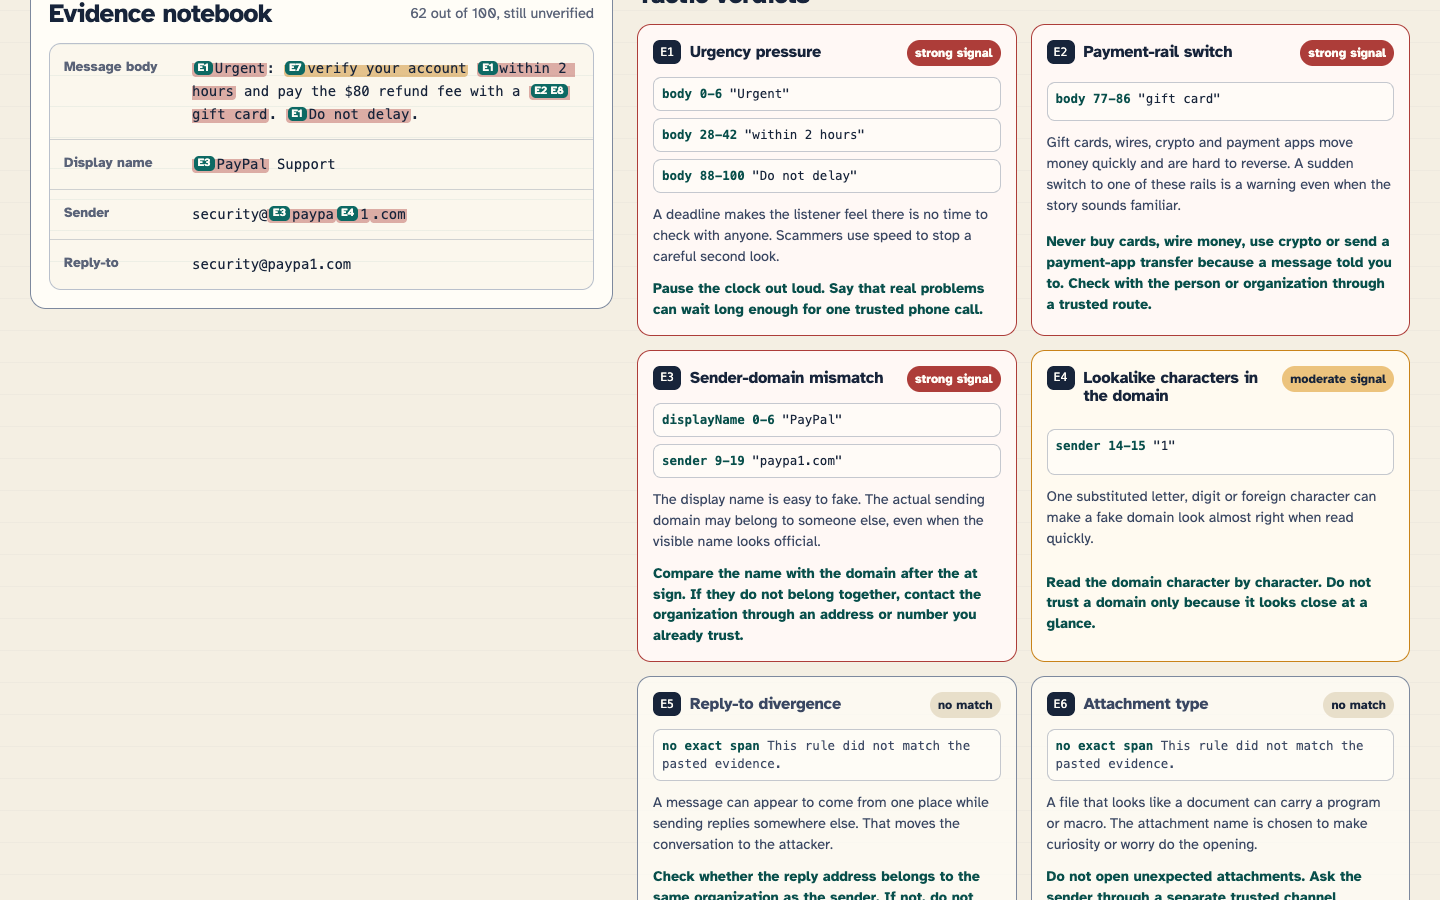 Evidence notebook
62 out of 100, still unverified
Message body
E1 Urgent: E7 verify your account E1 within 2
hours and pay the $80 refund fee with a E2 E8
gift card. E1 Do not delay.
Display name
E3 PayPal Support
Sender
security@E3 paypa E4 1.com
Reply-to
security@paypa1.com
E1 Urgency pressure
strong signal
body 0–6 "Urgent"
body 28–42 "within 2 hours"
body 88–100 "Do not delay"
A deadline makes the listener feel there is no time to
check with anyone. Scammers use speed to stop a
careful second look.
Pause the clock out loud. Say that real problems
can wait long enough for one trusted phone call.
E2 Payment-rail switch
strong signal
body 77–86 "gift card"
Gift cards, wires, crypto and payment apps move
money quickly and are hard to reverse. A sudden
switch to one of these rails is a warning even when the
story sounds familiar.
Never buy cards, wire money, use crypto or send a
payment-app transfer because a message told you
to. Check with the person or organization through
a trusted route.
E3 Sender-domain mismatch
strong signal
displayName 0–6 "PayPal"
sender 9–19 "paypa1.com"
The display name is easy to fake. The actual sending
domain may belong to someone else, even when the
visible name looks official.
Compare the name with the domain after the at
sign. If they do not belong together, contact the
organization through an address or number you
already trust.
E4 Lookalike characters in
the domain
moderate signal
sender 14–15 "1"
One substituted letter, digit or foreign character can
make a fake domain look almost right when read
quickly.
Read the domain character by character. Do not
trust a domain only because it looks close at a
glance.
E5 Reply-to divergence
no match
no exact span This rule did not match the
pasted evidence.
A message can appear to come from one place while
sending replies somewhere else. That moves the
conversation to the attacker.
Check whether the reply address belongs to the
same organization as the sender. If not, do not
E6 Attachment type
no match
no exact span This rule did not match the
pasted evidence.
A file that looks like a document can carry a program
or macro. The attachment name is chosen to make
curiosity or worry do the opening.
Do not open unexpected attachments. Ask the
sender through a separate trusted channel